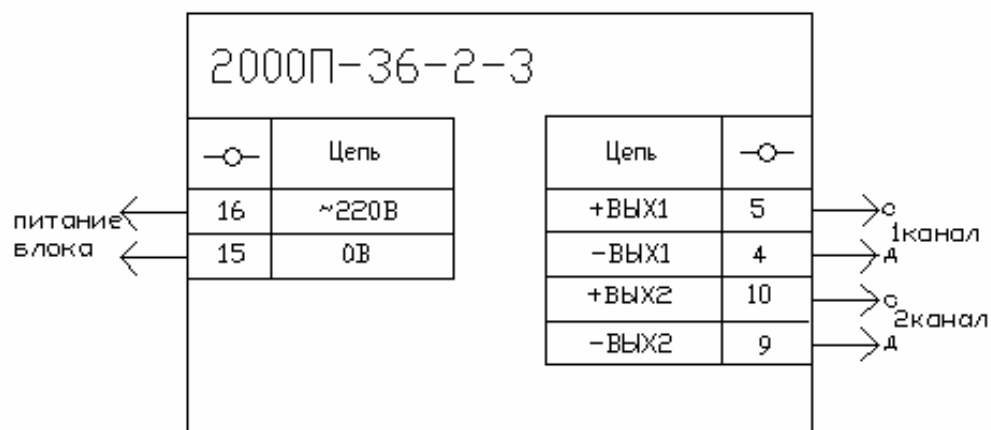 2000П-36-2-3
Цепь
Цепь
питание
блока
16 ~220В
15 0В
+ВЫХ1 5 с
1канал
-ВЫХ1 4 д
+ВЫХ2 10 с
2канал
-ВЫХ2 9 д